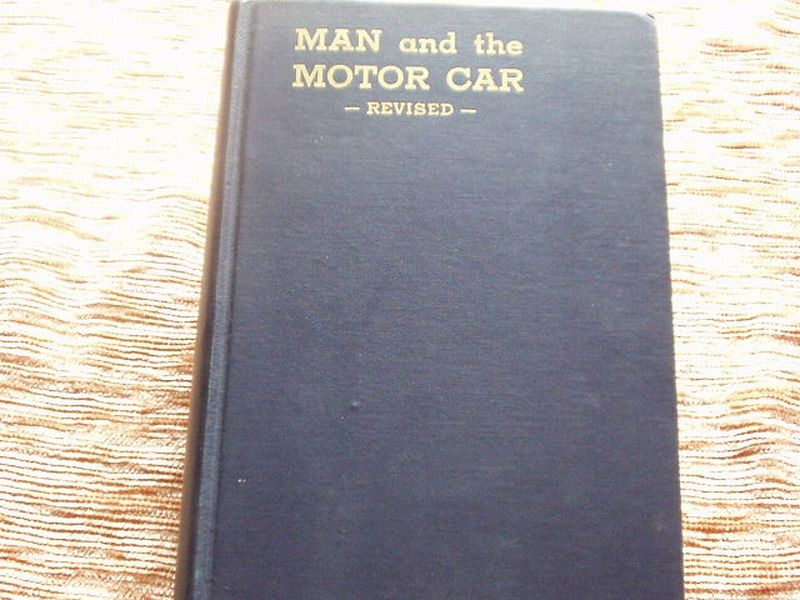 MAN and the
MOTOR CAR
— REVISED —